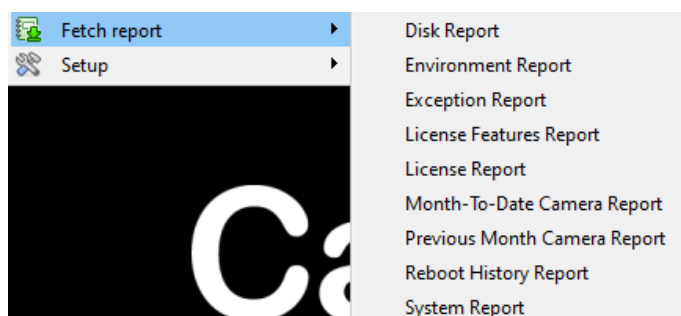 Fetch report
Setup
Disk Report
Environment Report
Exception Report
License Features Report
License Report
Month-To-Date Camera Report
Previous Month Camera Report
Reboot History Report
System Report
Ca